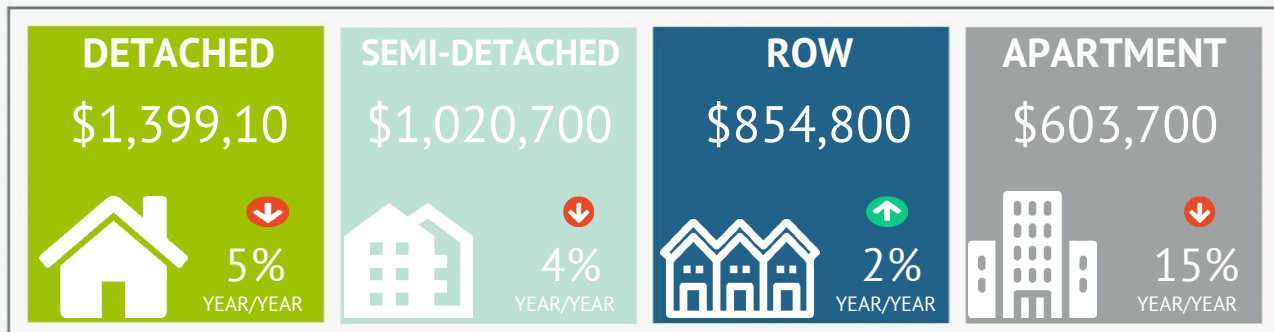 DETACHED
$1,399,10
5%
YEAR/YEAR
SEMI-DETACHED
$1,020,700
4%
YEAR/YEAR
ROW
$854,800
2%
YEAR/YEAR
APARTMENT
$603,700
15%
YEAR/YEAR